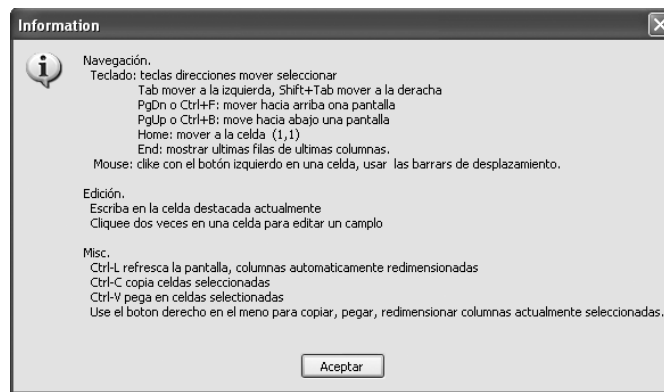 Information
Navegación.
Teclado: teclas direcciones mover seleccionar
Tab mover a la izquierda, Shift+Tab mover a la deracha
PgDn o Ctrl+F: mover hacia arriba ona pantalla
PgUp o Ctrl+B: move hacia abajo una pantalla
Home: mover a la celda (1,1)
End: mostrar ultimas filas de ultimas columnas.
Mouse: clike con el botón izquierdo en una celda, usar las barrars de desplazamiento.
Edición.
Escriba en la celda destacada actualmente
Cliquee dos veces en una celda para editar un camplo
Misc.
Ctrl-L refresca la pantalla, columnas automaticamente redimensionadas
Ctrl-C copia celdas seleccionadas
Ctrl-V pega en celdas selectionadas
Use el boton derecho en el meno para copiar, pegar, redimensionar columnas actualmente seleccionadas.
Aceptar